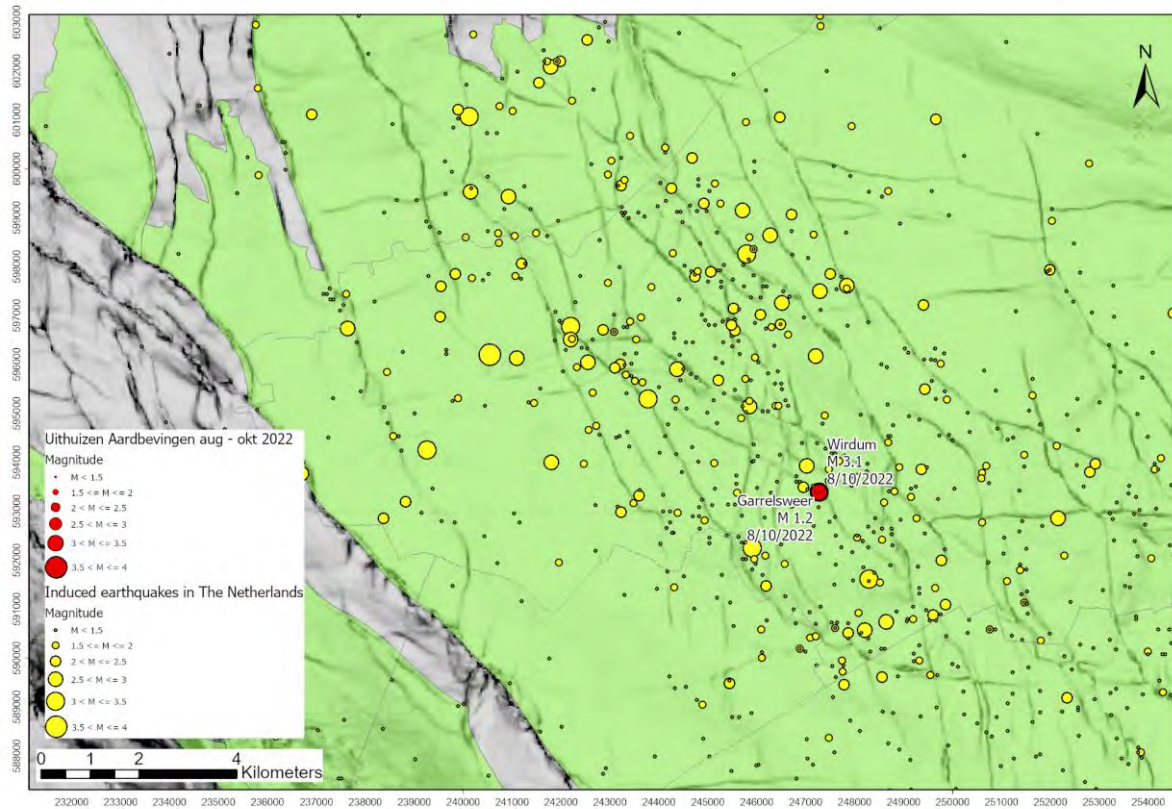 603000
602000
601000
600000
599000
598000
597000
596000
595000
594000
593000
592000
591000
590000
589000
588000
N
Wirdum
M 3.1
8/10/2022
Garrelsweer
M 1.2
8/10/2022
Uithuizen Aardbevingen aug - okt 2022
Magnitude
M < 1.5
1.5 <= M <= 2
2 < M <= 2.5
2.5 < M <= 3
3 < M <= 3.5
3.5 < M <= 4
Induced earthquakes in The Netherlands
Magnitude
M < 1.5
1.5 <= M <= 2
2 < M <= 2.5
2.5 < M <= 3
3 < M <= 3.5
3.5 < M <= 4
0 1 2 4
Kilometers
232000 233000 234000 235000 236000 237000 238000 239000 240000 241000 242000 243000 244000 245000 246000 247000 248000 249000 250000 251000 252000 253000